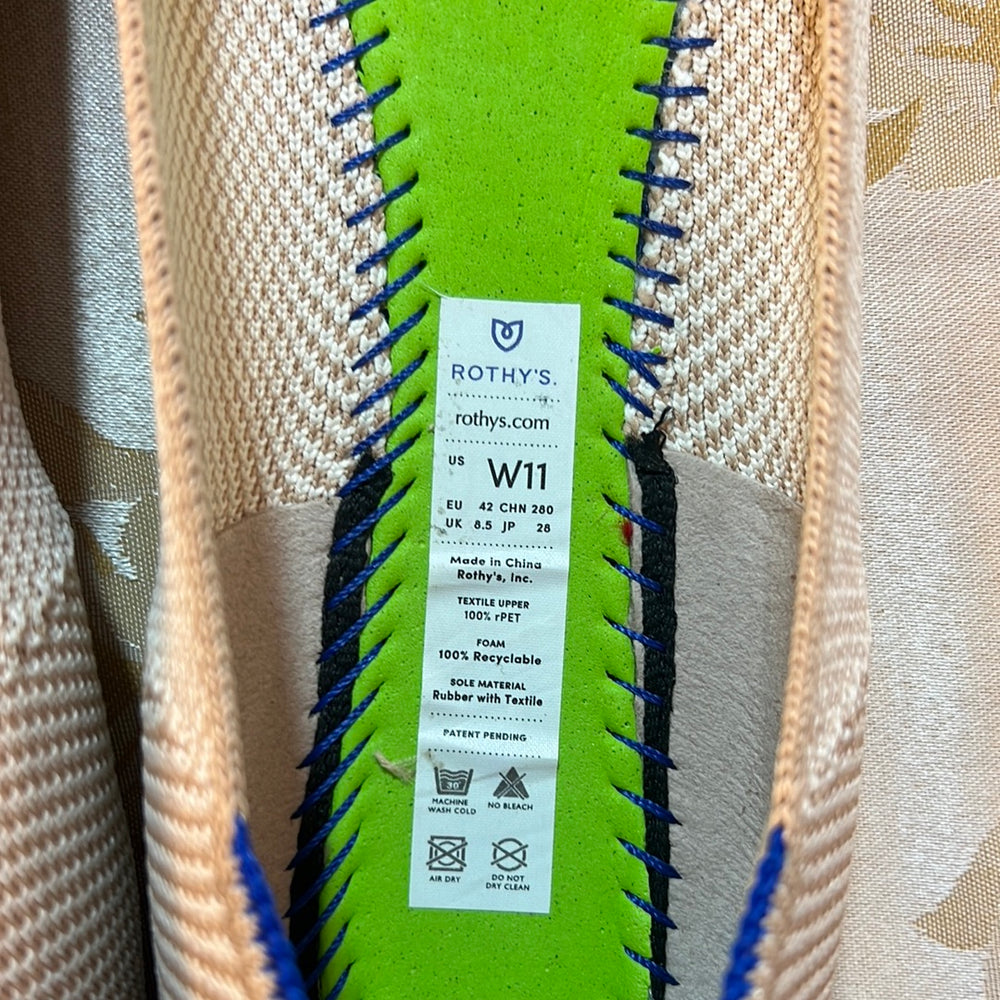 ROTHY'S.
rothys.com
US W11
EU 42 CHN 280
UK 8.5 JP 28
Made in China
Rothy's, Inc.
TEXTILE UPPER
100% rPET
FOAM
100% Recyclable
SOLE MATERIAL
Rubber with Textile
PATENT PENDING
30°
MACHINE
WASH COLD
NO BLEACH
AIR DRY
DO NOT
DRY CLEAN